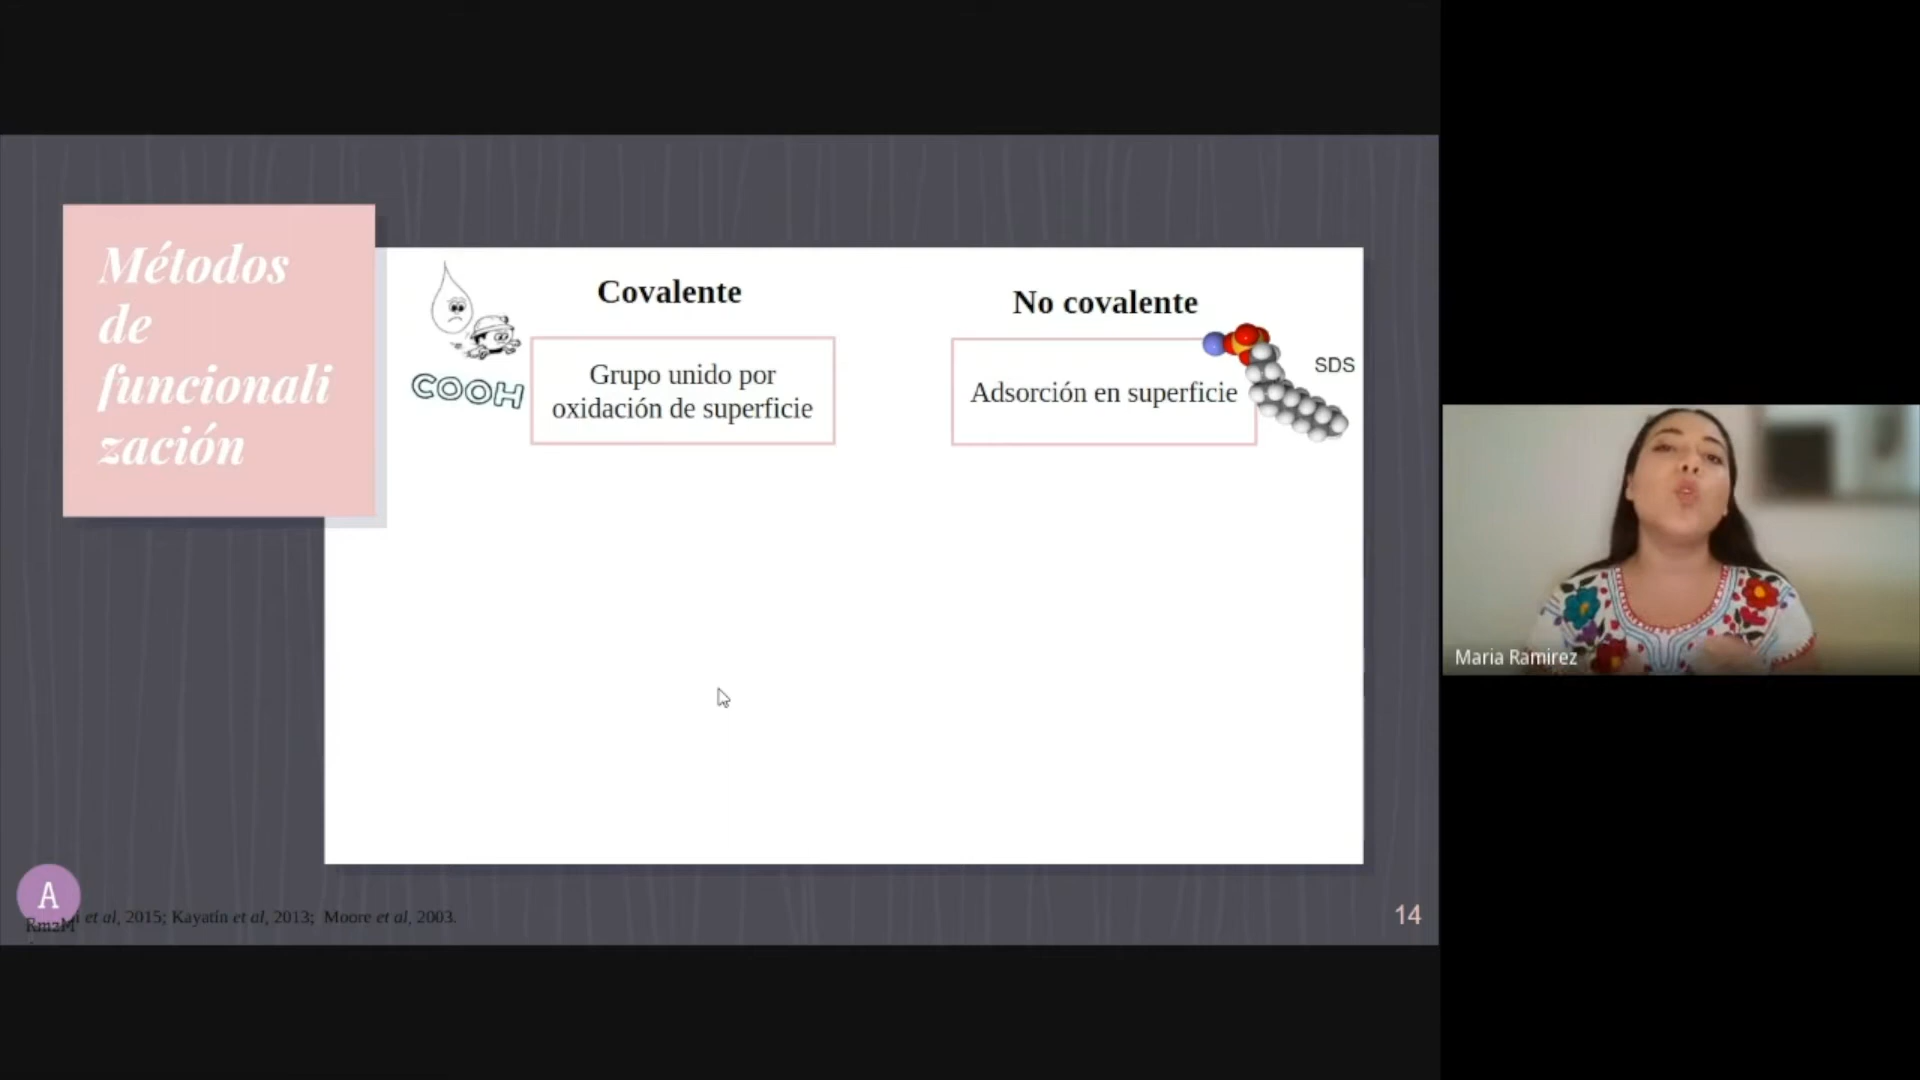 Métodos
de
funcionali
zación
Covalente
Grupo unido por
oxidación de superficie
COOH
No covalente
Adsorción en superficie
SDS
Maria Ramirez
A
et al, 2015; Kayatin et al, 2013; Moore et al, 2003.
14